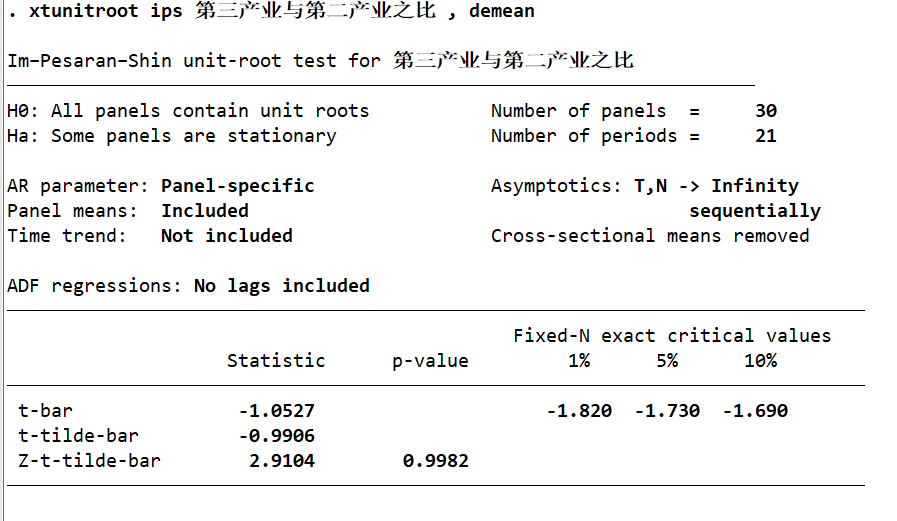 . xtunitroot ips 第三产业与第二产业之比 , demean
Im–Pesaran–Shin unit-root test for 第三产业与第二产业之比
H0: All panels contain unit roots Number of panels = 30
Ha: Some panels are stationary Number of periods = 21
AR parameter: Panel-specific Asymptotics: T,N -> Infinity
Panel means: Included sequentially
Time trend: Not included Cross-sectional means removed
ADF regressions: No lags included
Fixed-N exact critical values
Statistic p-value 1% 5% 10%
t-bar -1.0527 -1.820 -1.730 -1.690
t-tilde-bar -0.9906
Z-t-tilde-bar 2.9104 0.9982